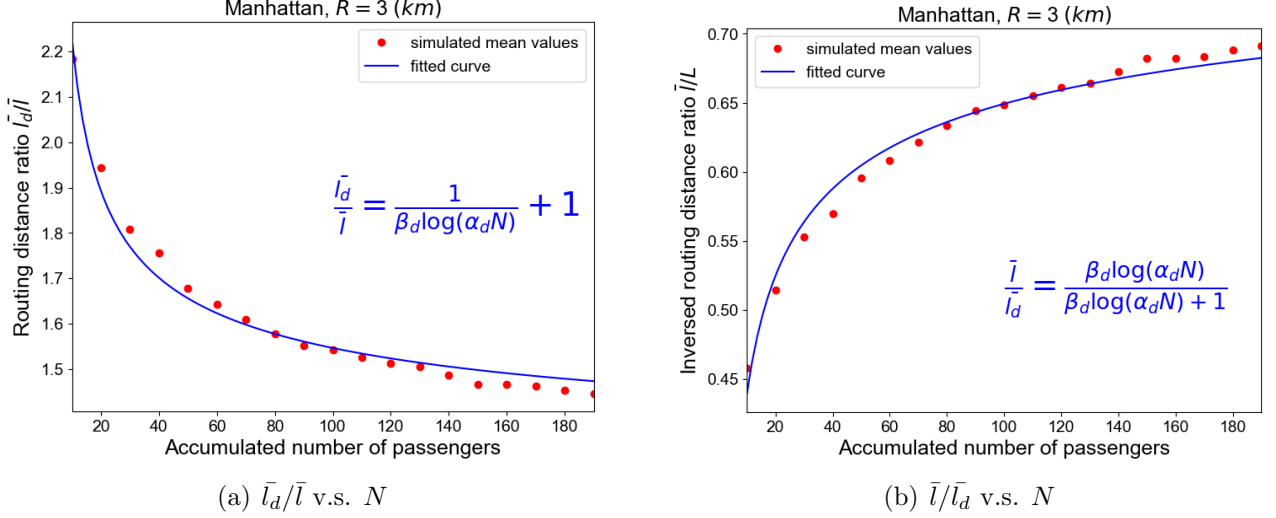 Manhattan, R = 3 (km)
Routing distance ratio l̄_d/l̄
2.2
2.1
2.0
1.9
1.8
1.7
1.6
1.5
simulated mean values
fitted curve
l̄_d/l̄ = 1/(β_d log(α_d N)) + 1
20 40 60 80 100 120 140 160 180
Accumulated number of passengers
(a) l̄_d/l̄ v.s. N
Manhattan, R = 3 (km)
Inversed routing distance ratio l̄/L
0.70
0.65
0.60
0.55
0.50
0.45
simulated mean values
fitted curve
l̄/l̄_d = β_d log(α_d N)/(β_d log(α_d N) + 1)
20 40 60 80 100 120 140 160 180
Accumulated number of passengers
(b) l̄/l̄_d v.s. N